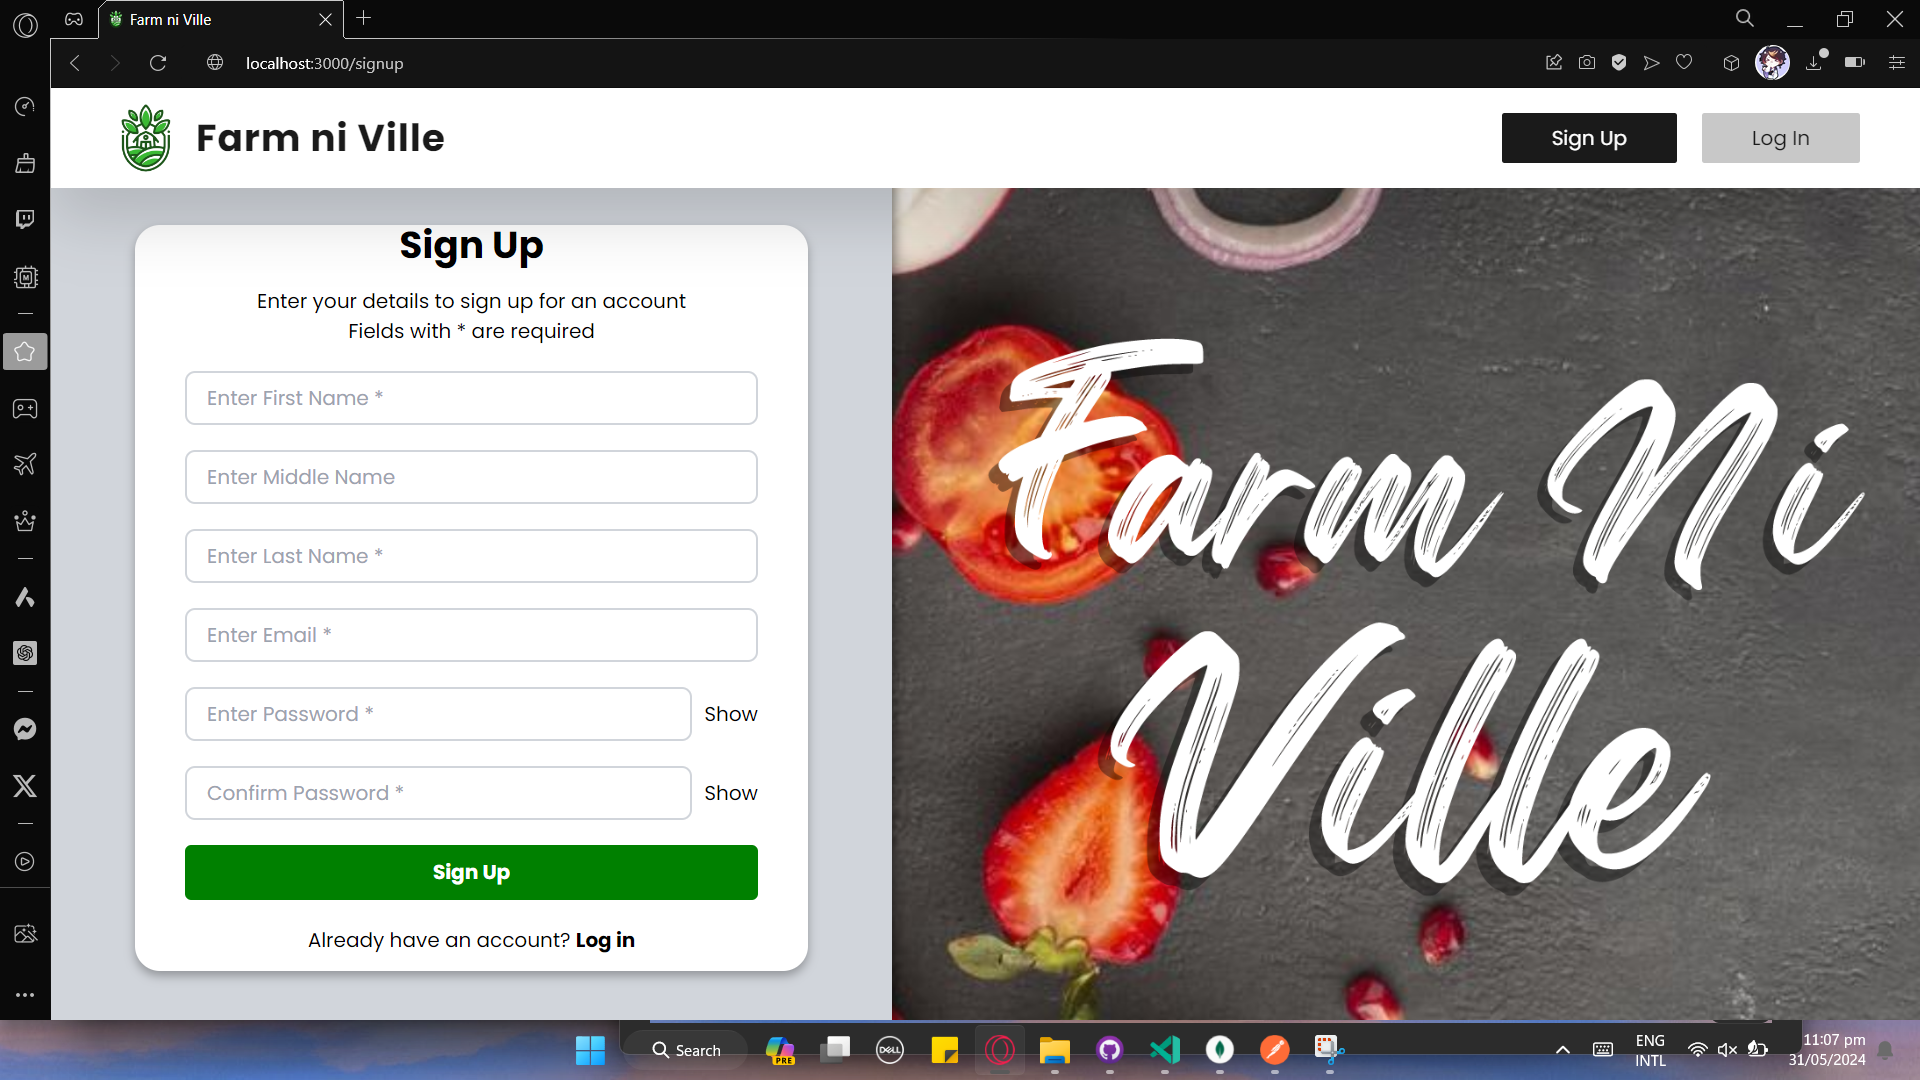 Farm ni Ville
localhost:3000/signup
Farm ni Ville
Sign Up
Log In
Sign Up
Enter your details to sign up for an account
Fields with * are required
Enter First Name *
Enter Middle Name
Enter Last Name *
Enter Email *
Enter Password *
Show
Confirm Password *
Show
Sign Up
Already have an account? Log in
Farm Ni
Ville
Search
PRE
DELL
ENG
INTL
11:07 pm
31/05/2024